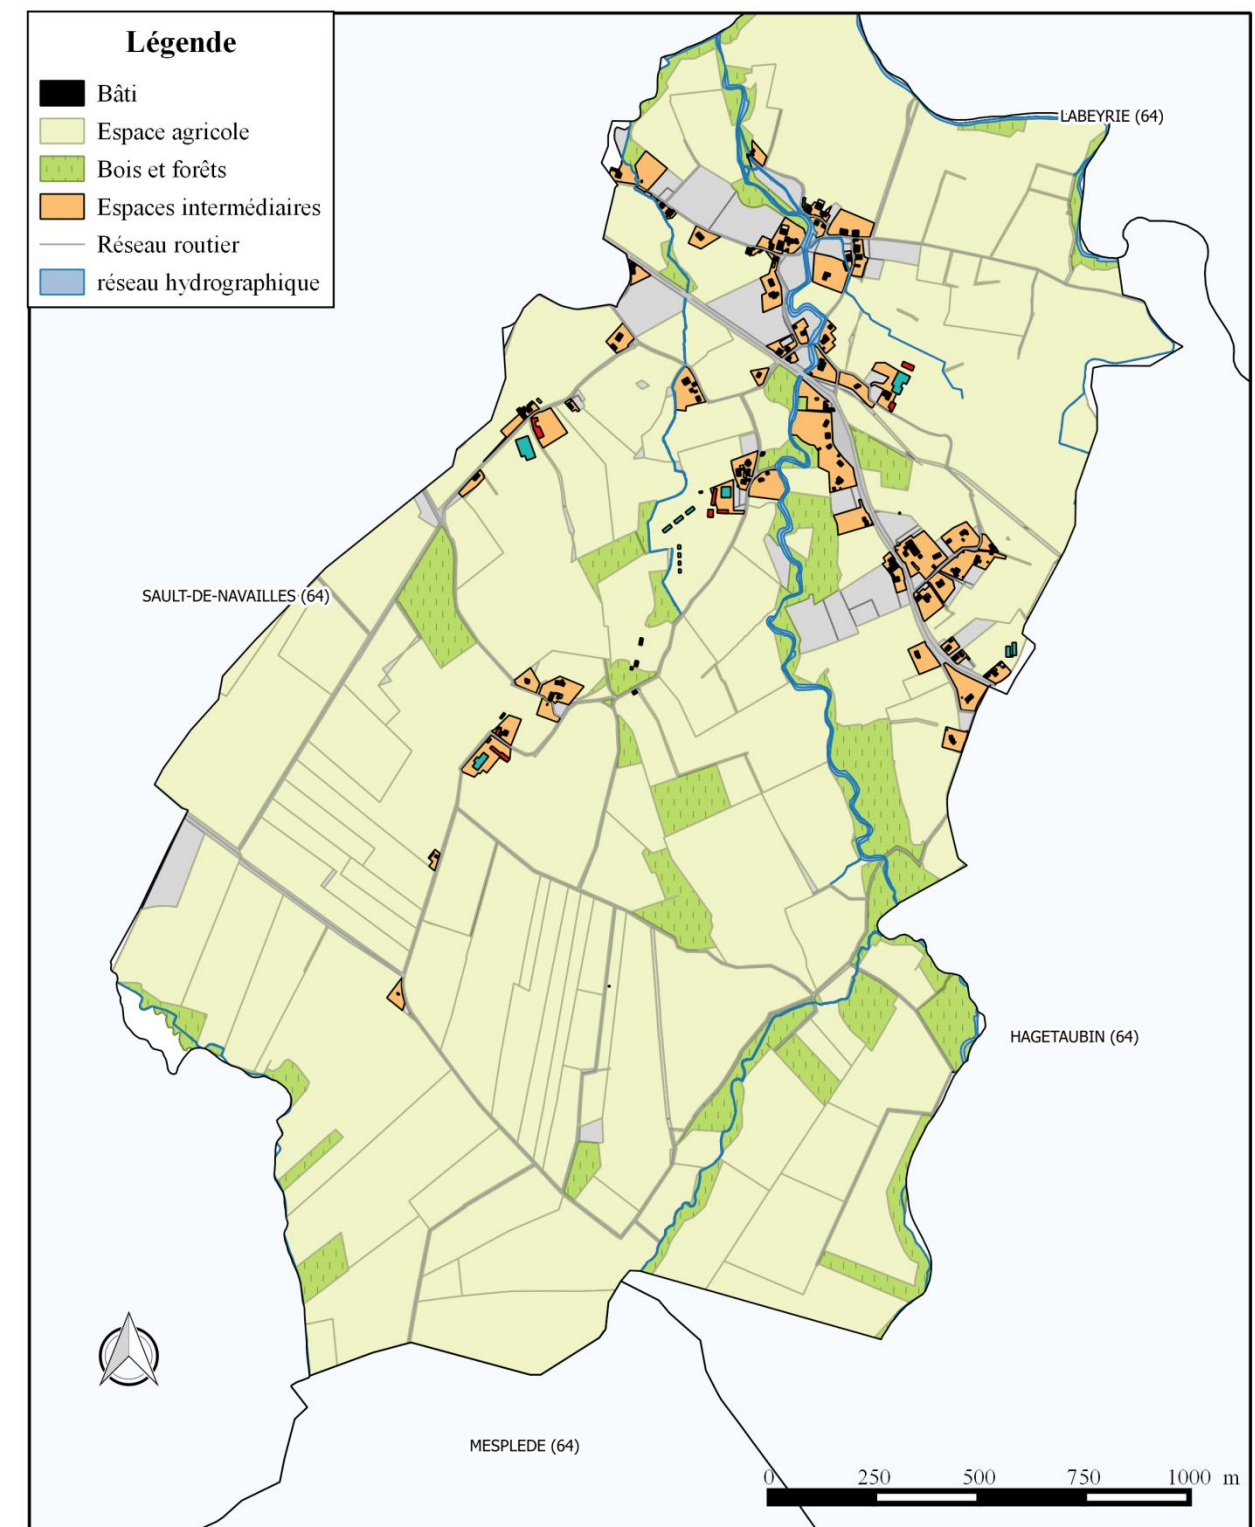 Légende
Bâti
Espace agricole
Bois et forêts
Espaces intermédiaires
Réseau routier
réseau hydrographique
LABEYRIE (64)
SAULT-DE-NAVAILLES (64)
HAGETAUBIN (64)
MESPLEDE (64)
0 250 500 750 1000 m